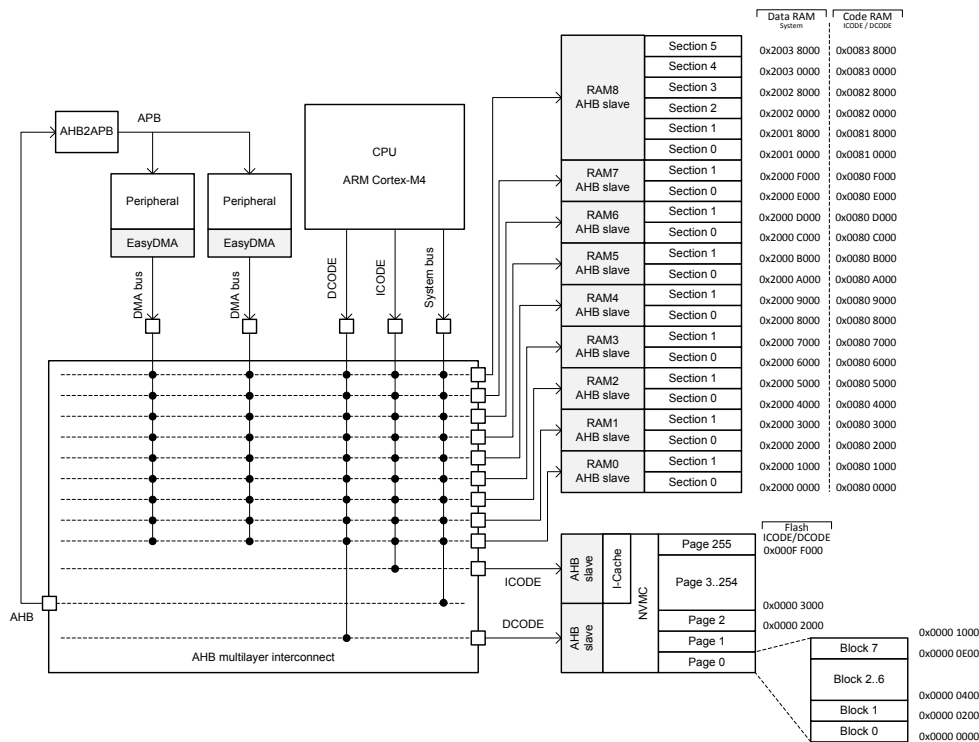 Data RAM
System
Code RAM
ICODE / DCODE
RAM8
AHB slave
Section 5
0x2003 8000
0x0083 8000
Section 4
0x2003 0000
0x0083 0000
Section 3
0x2002 8000
0x0082 8000
Section 2
0x2002 0000
0x0082 0000
Section 1
0x2001 8000
0x0081 8000
Section 0
0x2001 0000
0x0081 0000
RAM7
AHB slave
Section 1
0x2000 F000
0x0080 F000
Section 0
0x2000 E000
0x0080 E000
RAM6
AHB slave
Section 1
0x2000 D000
0x0080 D000
Section 0
0x2000 C000
0x0080 C000
RAM5
AHB slave
Section 1
0x2000 B000
0x0080 B000
Section 0
0x2000 A000
0x0080 A000
RAM4
AHB slave
Section 1
0x2000 9000
0x0080 9000
Section 0
0x2000 8000
0x0080 8000
RAM3
AHB slave
Section 1
0x2000 7000
0x0080 7000
Section 0
0x2000 6000
0x0080 6000
RAM2
AHB slave
Section 1
0x2000 5000
0x0080 5000
Section 0
0x2000 4000
0x0080 4000
RAM1
AHB slave
Section 1
0x2000 3000
0x0080 3000
Section 0
0x2000 2000
0x0080 2000
RAM0
AHB slave
Section 1
0x2000 1000
0x0080 1000
Section 0
0x2000 0000
0x0080 0000
AHB2APB
APB
CPU
ARM Cortex-M4
Peripheral
EasyDMA
Peripheral
EasyDMA
DMA bus
DMA bus
DCODE
ICODE
System bus
AHB multilayer interconnect
AHB
ICODE
DCODE
AHB
slave
AHB
slave
I-Cache
NVMC
Flash
ICODE/DCODE
Page 255
0x000F F000
Page 3..254
0x0000 3000
Page 2
0x0000 2000
Page 1
0x0000 1000
Page 0
Block 7
0x0000 0E00
Block 2..6
0x0000 0400
Block 1
0x0000 0200
Block 0
0x0000 0000